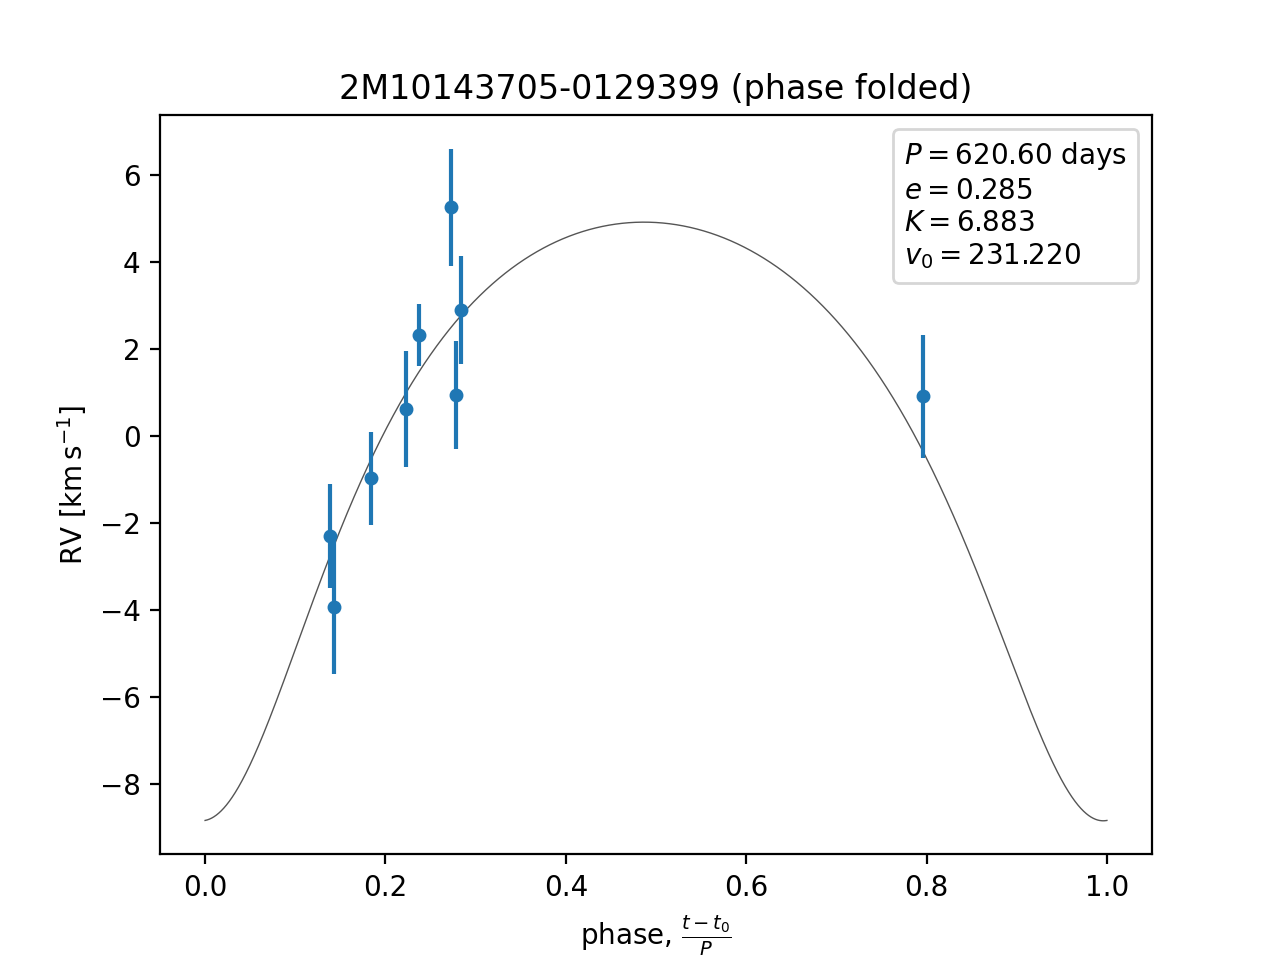 2M10143705-0129399 (phase folded)
P = 620.60 days
e = 0.285
K = 6.883
v₀ = 231.220
RV [km s⁻¹]
6
4
2
0
−2
−4
−6
−8
0.0 0.2 0.4 0.6 0.8 1.0
phase, (t − t₀)/P